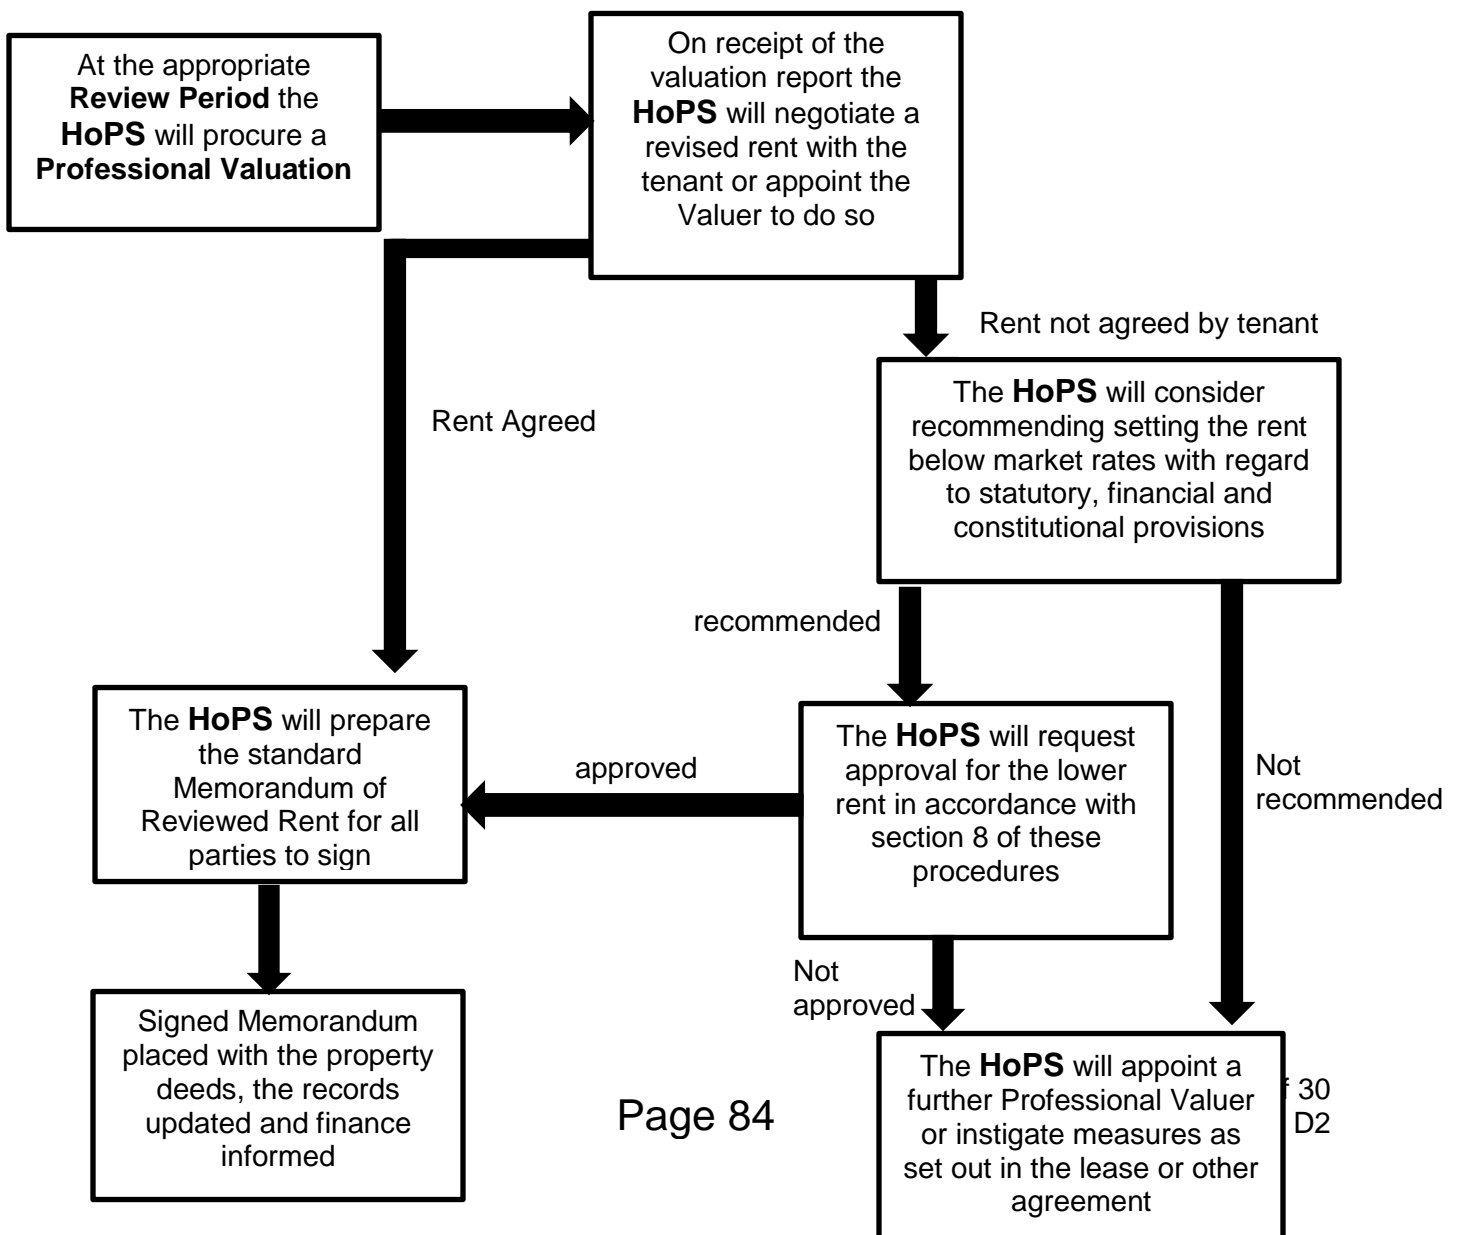 At the appropriate
Review Period the
HoPS will procure a
Professional Valuation
On receipt of the
valuation report the
HoPS will negotiate a
revised rent with the
tenant or appoint the
Valuer to do so
Rent not agreed by tenant
The HoPS will consider
recommending setting the rent
below market rates with regard
to statutory, financial and
constitutional provisions
Rent Agreed
recommended
The HoPS will prepare
the standard
Memorandum of
Reviewed Rent for all
parties to sign
approved
The HoPS will request
approval for the lower
rent in accordance with
section 8 of these
procedures
Not
recommended
Not
approved
Signed Memorandum
placed with the property
deeds, the records
updated and finance
informed
The HoPS will appoint a
further Professional Valuer
or instigate measures as
set out in the lease or other
agreement
30
D2
Page 84